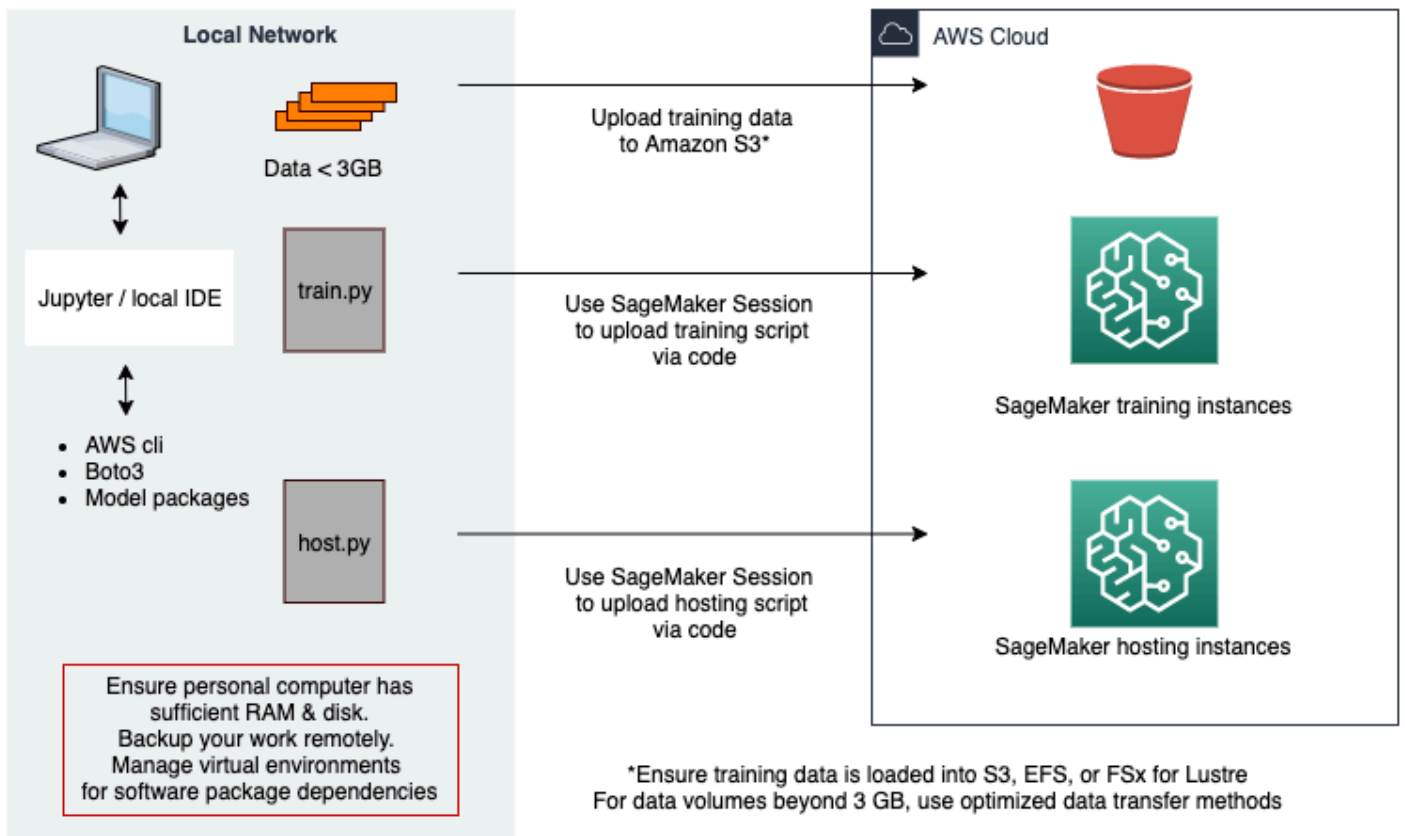 Local Network
AWS Cloud
Data < 3GB
Upload training data
to Amazon S3*
Jupyter / local IDE
train.py
Use SageMaker Session
to upload training script
via code
SageMaker training instances
• AWS cli
• Boto3
• Model packages
host.py
Use SageMaker Session
to upload hosting script
via code
SageMaker hosting instances
Ensure personal computer has
sufficient RAM & disk.
Backup your work remotely.
Manage virtual environments
for software package dependencies
*Ensure training data is loaded into S3, EFS, or FSx for Lustre
For data volumes beyond 3 GB, use optimized data transfer methods